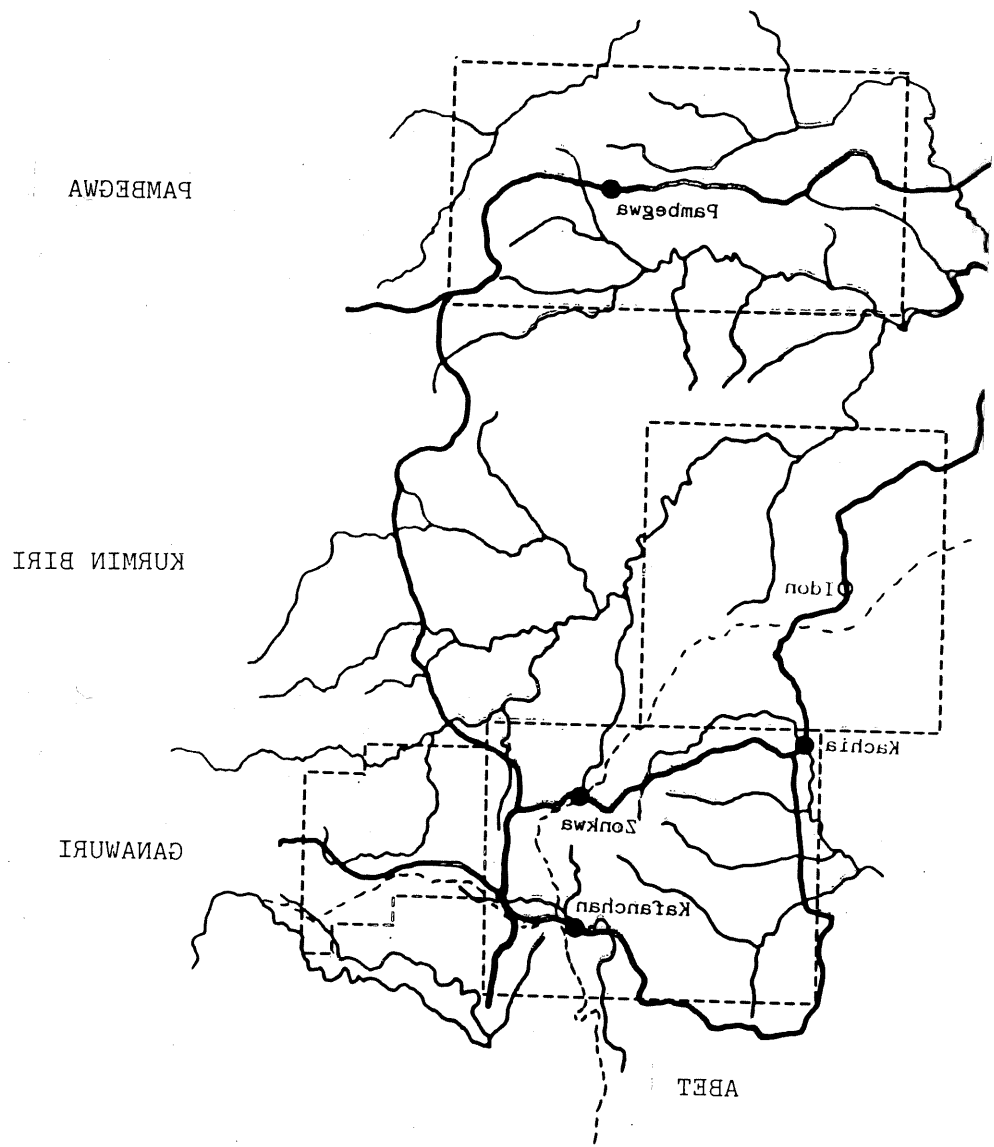 PAMBEGWA
Pambegwa
KURMIN BIRI
Idon
Kachia
Zonkwa
GANAWURI
Kafanchan
ABET